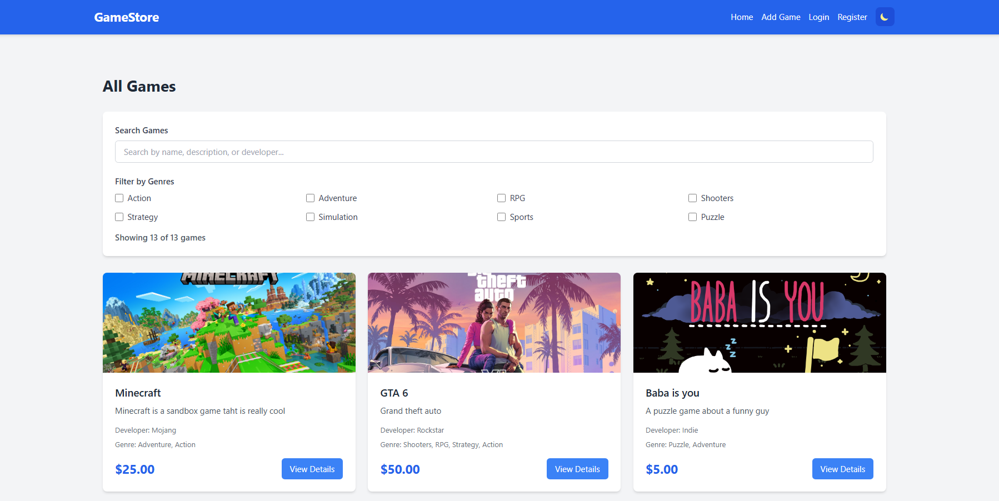 GameStore
Home Add Game Login Register
All Games
Search Games
Search by name, description, or developer...
Filter by Genres
Action Adventure RPG Shooters
Strategy Simulation Sports Puzzle
Showing 13 of 13 games
MINECRAFT
theft
auto
VI
BABA IS YOU
z
z
z
Minecraft
Minecraft is a sandbox game taht is really cool
Developer: Mojang
Genre: Adventure, Action
$25.00 View Details
GTA 6
Grand theft auto
Developer: Rockstar
Genre: Shooters, RPG, Strategy, Action
$50.00 View Details
Baba is you
A puzzle game about a funny guy
Developer: Indie
Genre: Puzzle, Adventure
$5.00 View Details